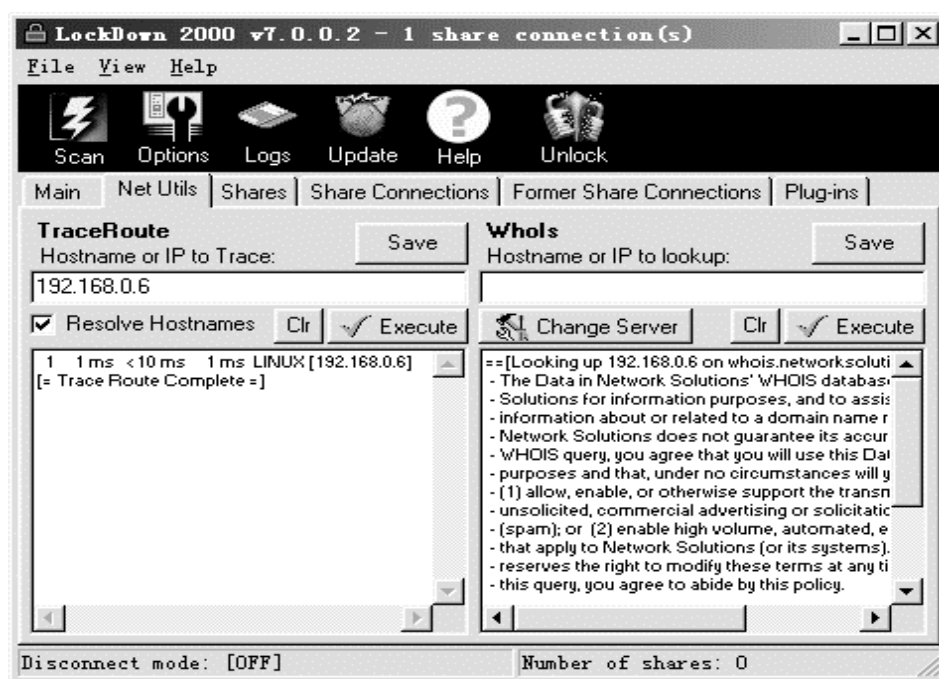 LockDown 2000 v7.0.0.2 - 1 share connection(s)
File View Help
Scan Options Logs Update Help Unlock
Main Net Utils Shares Share Connections Former Share Connections Plug-ins
TraceRoute
Save
Hostname or IP to Trace:
192.168.0.6
Resolve Hostnames Clr Execute
1 1 ms <10 ms 1 ms LINUX [192.168.0.6]
[= Trace Route Complete =]
WhoIs
Save
Hostname or IP to lookup:
Change Server Clr Execute
==[Looking up 192.168.0.6 on whois.networksoluti
- The Data in Network Solutions' WHOIS databas
- Solutions for information purposes, and to assis
- information about or related to a domain name r
- Network Solutions does not guarantee its accur
- WHOIS query, you agree that you will use this Dat
- purposes and that, under no circumstances will y
- (1) allow, enable, or otherwise support the transm
- unsolicited, commercial advertising or solicitatic
- (spam); or (2) enable high volume, automated, e
- that apply to Network Solutions (or its systems).
- reserves the right to modify these terms at any ti
- this query, you agree to abide by this policy.
Disconnect mode: [OFF]
Number of shares: 0